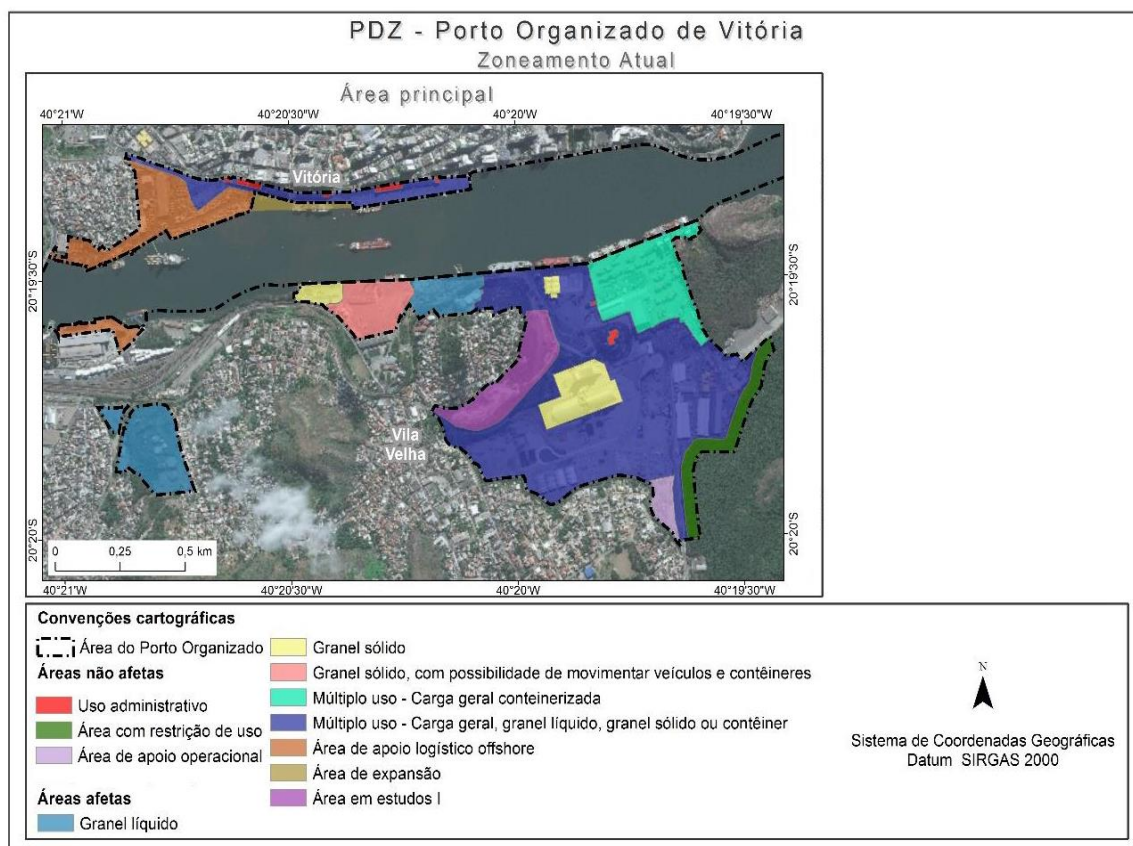 PDZ - Porto Organizado de Vitória
Zoneamento Atual
Área principal
40°21'W 40°20'30"W 40°20'W 40°19'30"W
Vitória
20°19'30"S 20°19'30"S
Vila
Velha
20°20'S 20°20'S
0 0,25 0,5 km
40°21'W 40°20'30"W 40°20'W 40°19'30"W
Convenções cartográficas
Área do Porto Organizado
Áreas não afetas
Uso administrativo
Área com restrição de uso
Área de apoio operacional
Áreas afetas
Granel líquido
Granel sólido
Granel sólido, com possibilidade de movimentar veículos e contêineres
Múltiplo uso - Carga geral conteinerizada
Múltiplo uso - Carga geral, granel líquido, granel sólido ou contêiner
Área de apoio logístico offshore
Área de expansão
Área em estudos I
N
Sistema de Coordenadas Geográficas
Datum SIRGAS 2000